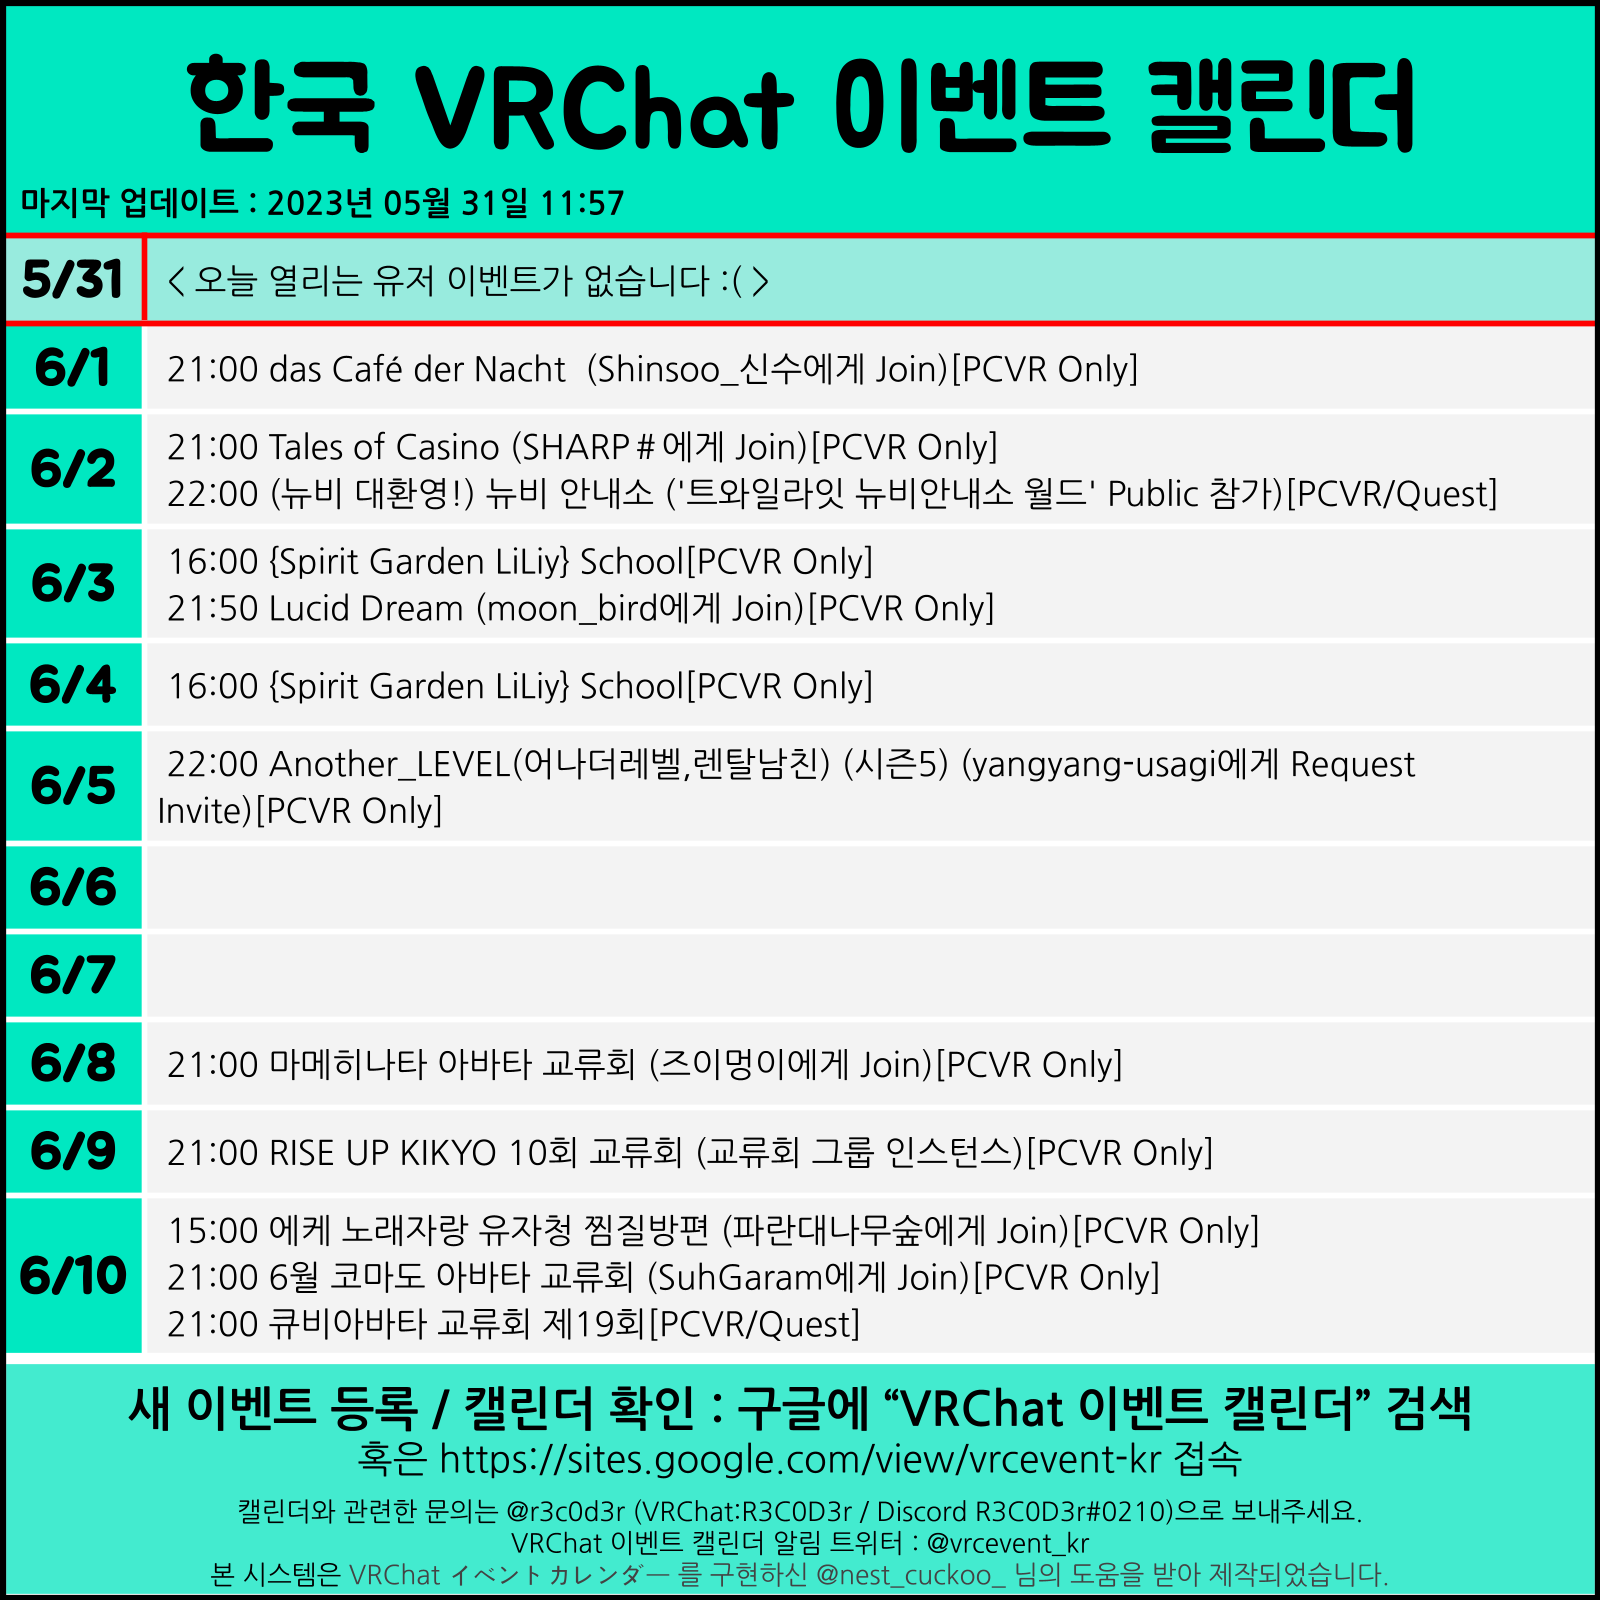 한국 VRChat 이벤트 캘린더
마지막 업데이트 : 2023년 05월 31일 11:57
5/31
< 오늘 열리는 유저 이벤트가 없습니다 :( >
6/1
21:00 das Café der Nacht  (Shinsoo_신수에게 Join)[PCVR Only]
6/2
21:00 Tales of Casino (SHARP＃에게 Join)[PCVR Only]
22:00 (뉴비 대환영!) 뉴비 안내소 ('트와일라잇 뉴비안내소 월드' Public 참가)[PCVR/Quest]
6/3
16:00 {Spirit Garden LiLiy} School[PCVR Only]
21:50 Lucid Dream (moon_bird에게 Join)[PCVR Only]
6/4
16:00 {Spirit Garden LiLiy} School[PCVR Only]
6/5
22:00 Another_LEVEL(어나더레벨,렌탈남친) (시즌5) (yangyang-usagi에게 Request
Invite)[PCVR Only]
6/6
6/7
6/8
21:00 마메히나타 아바타 교류회 (즈이멍이에게 Join)[PCVR Only]
6/9
21:00 RISE UP KIKYO 10회 교류회 (교류회 그룹 인스턴스)[PCVR Only]
6/10
15:00 에케 노래자랑 유자청 찜질방편 (파란대나무숲에게 Join)[PCVR Only]
21:00 6월 코마도 아바타 교류회 (SuhGaram에게 Join)[PCVR Only]
21:00 큐비아바타 교류회 제19회[PCVR/Quest]
새 이벤트 등록 / 캘린더 확인 : 구글에 “VRChat 이벤트 캘린더” 검색
혹은 https://sites.google.com/view/vrcevent-kr 접속
캘린더와 관련한 문의는 @r3c0d3r (VRChat:R3C0D3r / Discord R3C0D3r#0210)으로 보내주세요.
VRChat 이벤트 캘린더 알림 트위터 : @vrcevent_kr
본 시스템은 VRChat イベントカレンダー 를 구현하신 @nest_cuckoo_ 님의 도움을 받아 제작되었습니다.